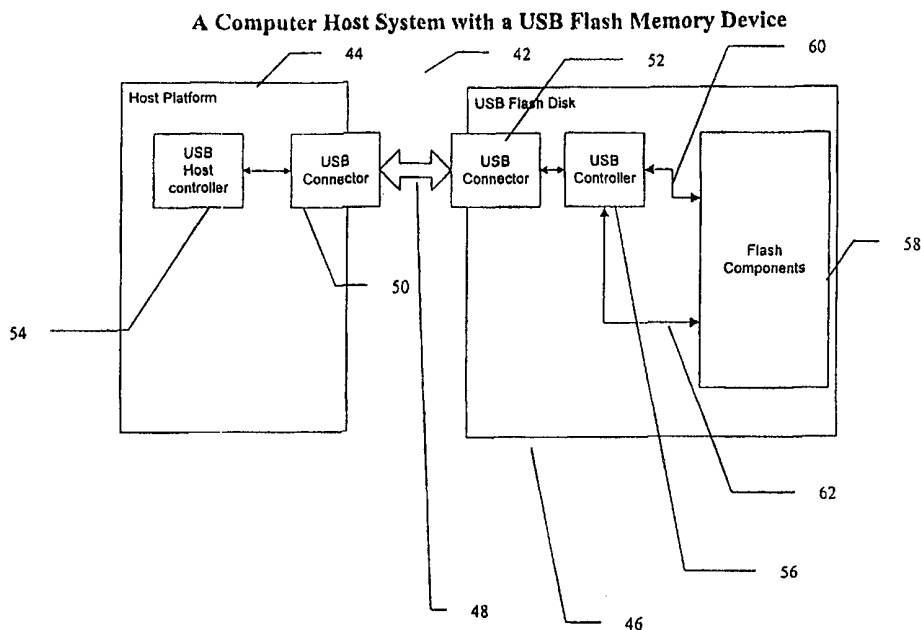 A Computer Host System with a USB Flash Memory Device
44
42
52
60
Host Platform
USB Flash Disk
USB
Host
controller
USB
Connector
USB
Connector
USB
Controller
Flash
Components
58
50
54
62
56
48
46